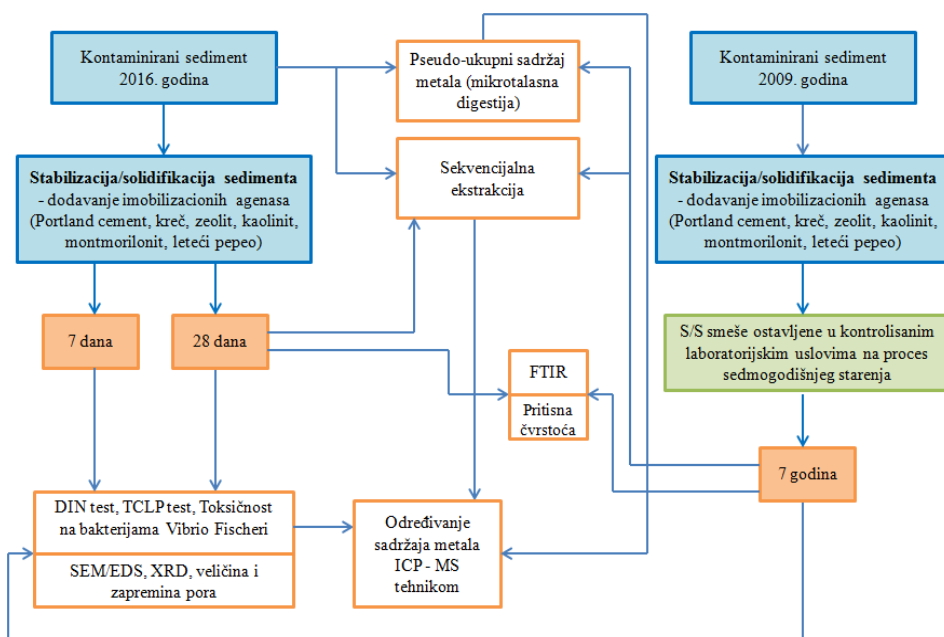 Kontaminirani sediment
2016. godina
Pseudo-ukupni sadržaj
metala (mikrotalasna
digestija)
Kontaminirani sediment
2009. godina
Stabilizacija/solidifikacija sedimenta
- dodavanje imobilizacionih agenasa
(Portland cement, kreč, zeolit, kaolinit,
montmorilonit, leteći pepeo)
Sekvencijalna
ekstrakcija
Stabilizacija/solidifikacija sedimenta
- dodavanje imobilizacionih agenasa
(Portland cement, kreč, zeolit, kaolinit,
montmorilonit, leteći pepeo)
7 dana
28 dana
S/S smeše ostavljene u kontrolisanim
laboratorijskim uslovima na proces
sedmogodišnjeg starenja
FTIR
Pritisna
čvrstoća
7 godina
DIN test, TCLP test, Toksičnost
na bakterijama Vibrio Fischeri
SEM/EDS, XRD, veličina i
zapremina pora
Određivanje
sadržaja metala
ICP - MS
tehnikom